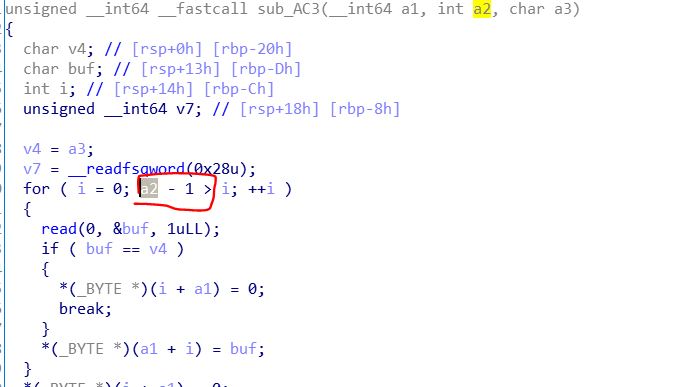 unsigned __int64 __fastcall sub_AC3(__int64 a1, int a2, char a3)
{
char v4; // [rsp+0h] [rbp-20h]
char buf; // [rsp+13h] [rbp-Dh]
int i; // [rsp+14h] [rbp-Ch]
unsigned __int64 v7; // [rsp+18h] [rbp-8h]
v4 = a3;
v7 = __readfsqword(0x28u);
for ( i = 0; a2 - 1 > i; ++i )
{
read(0, &buf, 1uLL);
if ( buf == v4 )
{
*(_BYTE *)(i + a1) = 0;
break;
}
*(_BYTE *)(a1 + i) = buf;
}